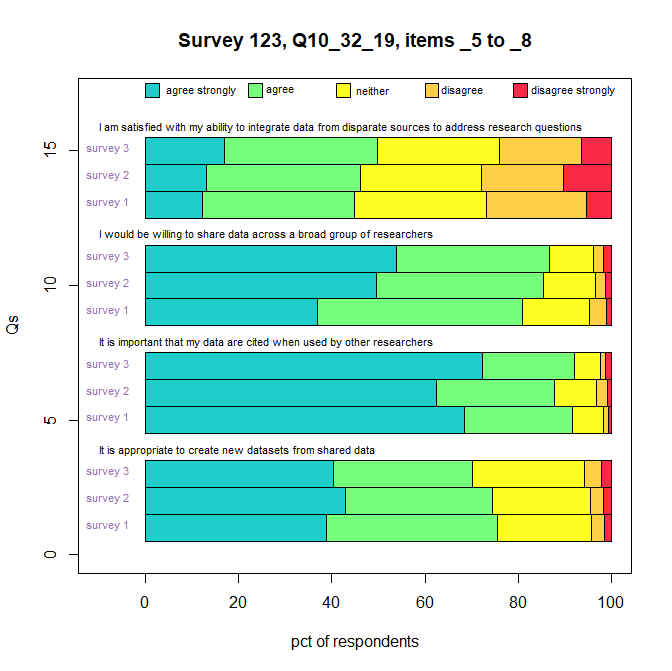 Survey 123, Q10_32_19, items _5 to _8
agree strongly agree neither disagree disagree strongly
I am satisfied with my ability to integrate data from disparate sources to address research questions
survey 3
survey 2
survey 1
I would be willing to share data across a broad group of researchers
survey 3
survey 2
survey 1
It is important that my data are cited when used by other researchers
survey 3
survey 2
survey 1
It is appropriate to create new datasets from shared data
survey 3
survey 2
survey 1
15
10
5
0
Qs
0 20 40 60 80 100
pct of respondents